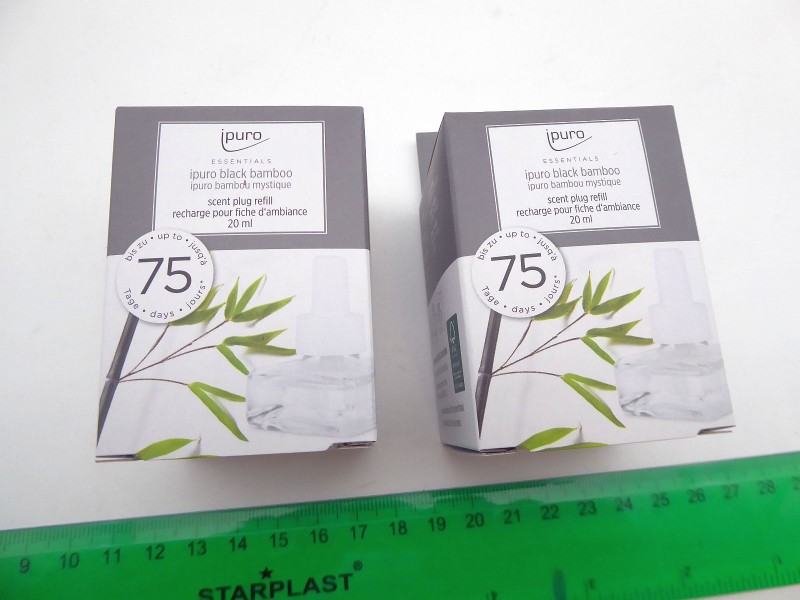 ipuro
ESSENTIALS
ipuro black bamboo
ipuro bambou mystique
scent plug refill
recharge pour fiche d'ambiance
20 ml
bis zu • up to • jusqu'à
75
Tage • days • jours*
ipuro
ESSENTIALS
ipuro black bamboo
ipuro bambou mystique
scent plug refill
recharge pour fiche d'ambiance
20 ml
bis zu • up to • jusqu'à
75
Tage • days • jours*
9 10 11 12 13 14 15 16 17 18 19 20 21 22 23 24 25 26 27 28
STARPLAST®